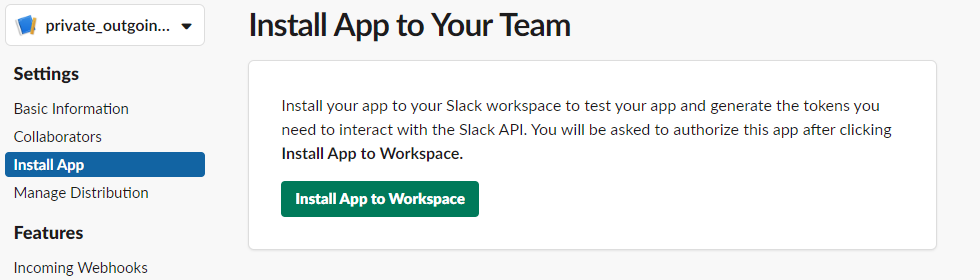 private_outgoin...
Install App to Your Team
Settings
Basic Information
Collaborators
Install App
Manage Distribution
Features
Incoming Webhooks
Install your app to your Slack workspace to test your app and generate the tokens you
need to interact with the Slack API. You will be asked to authorize this app after clicking
Install App to Workspace.
Install App to Workspace